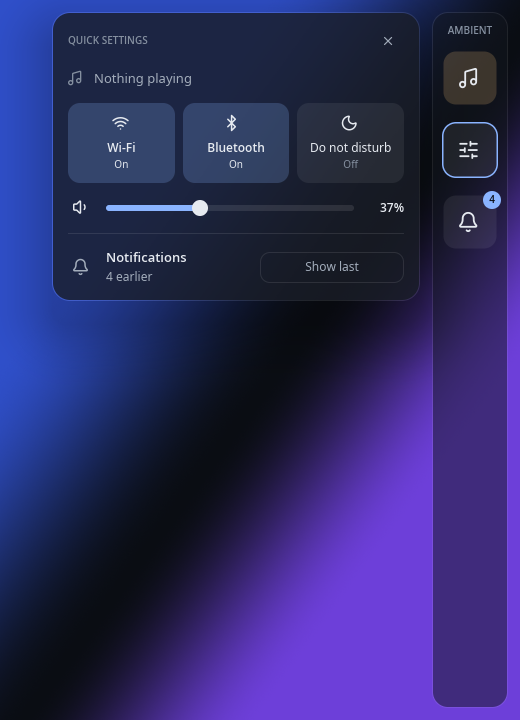 QUICK SETTINGS
Nothing playing
Wi-Fi
On
Bluetooth
On
Do not disturb
Off
37%
Notifications
4 earlier
Show last
AMBIENT
4